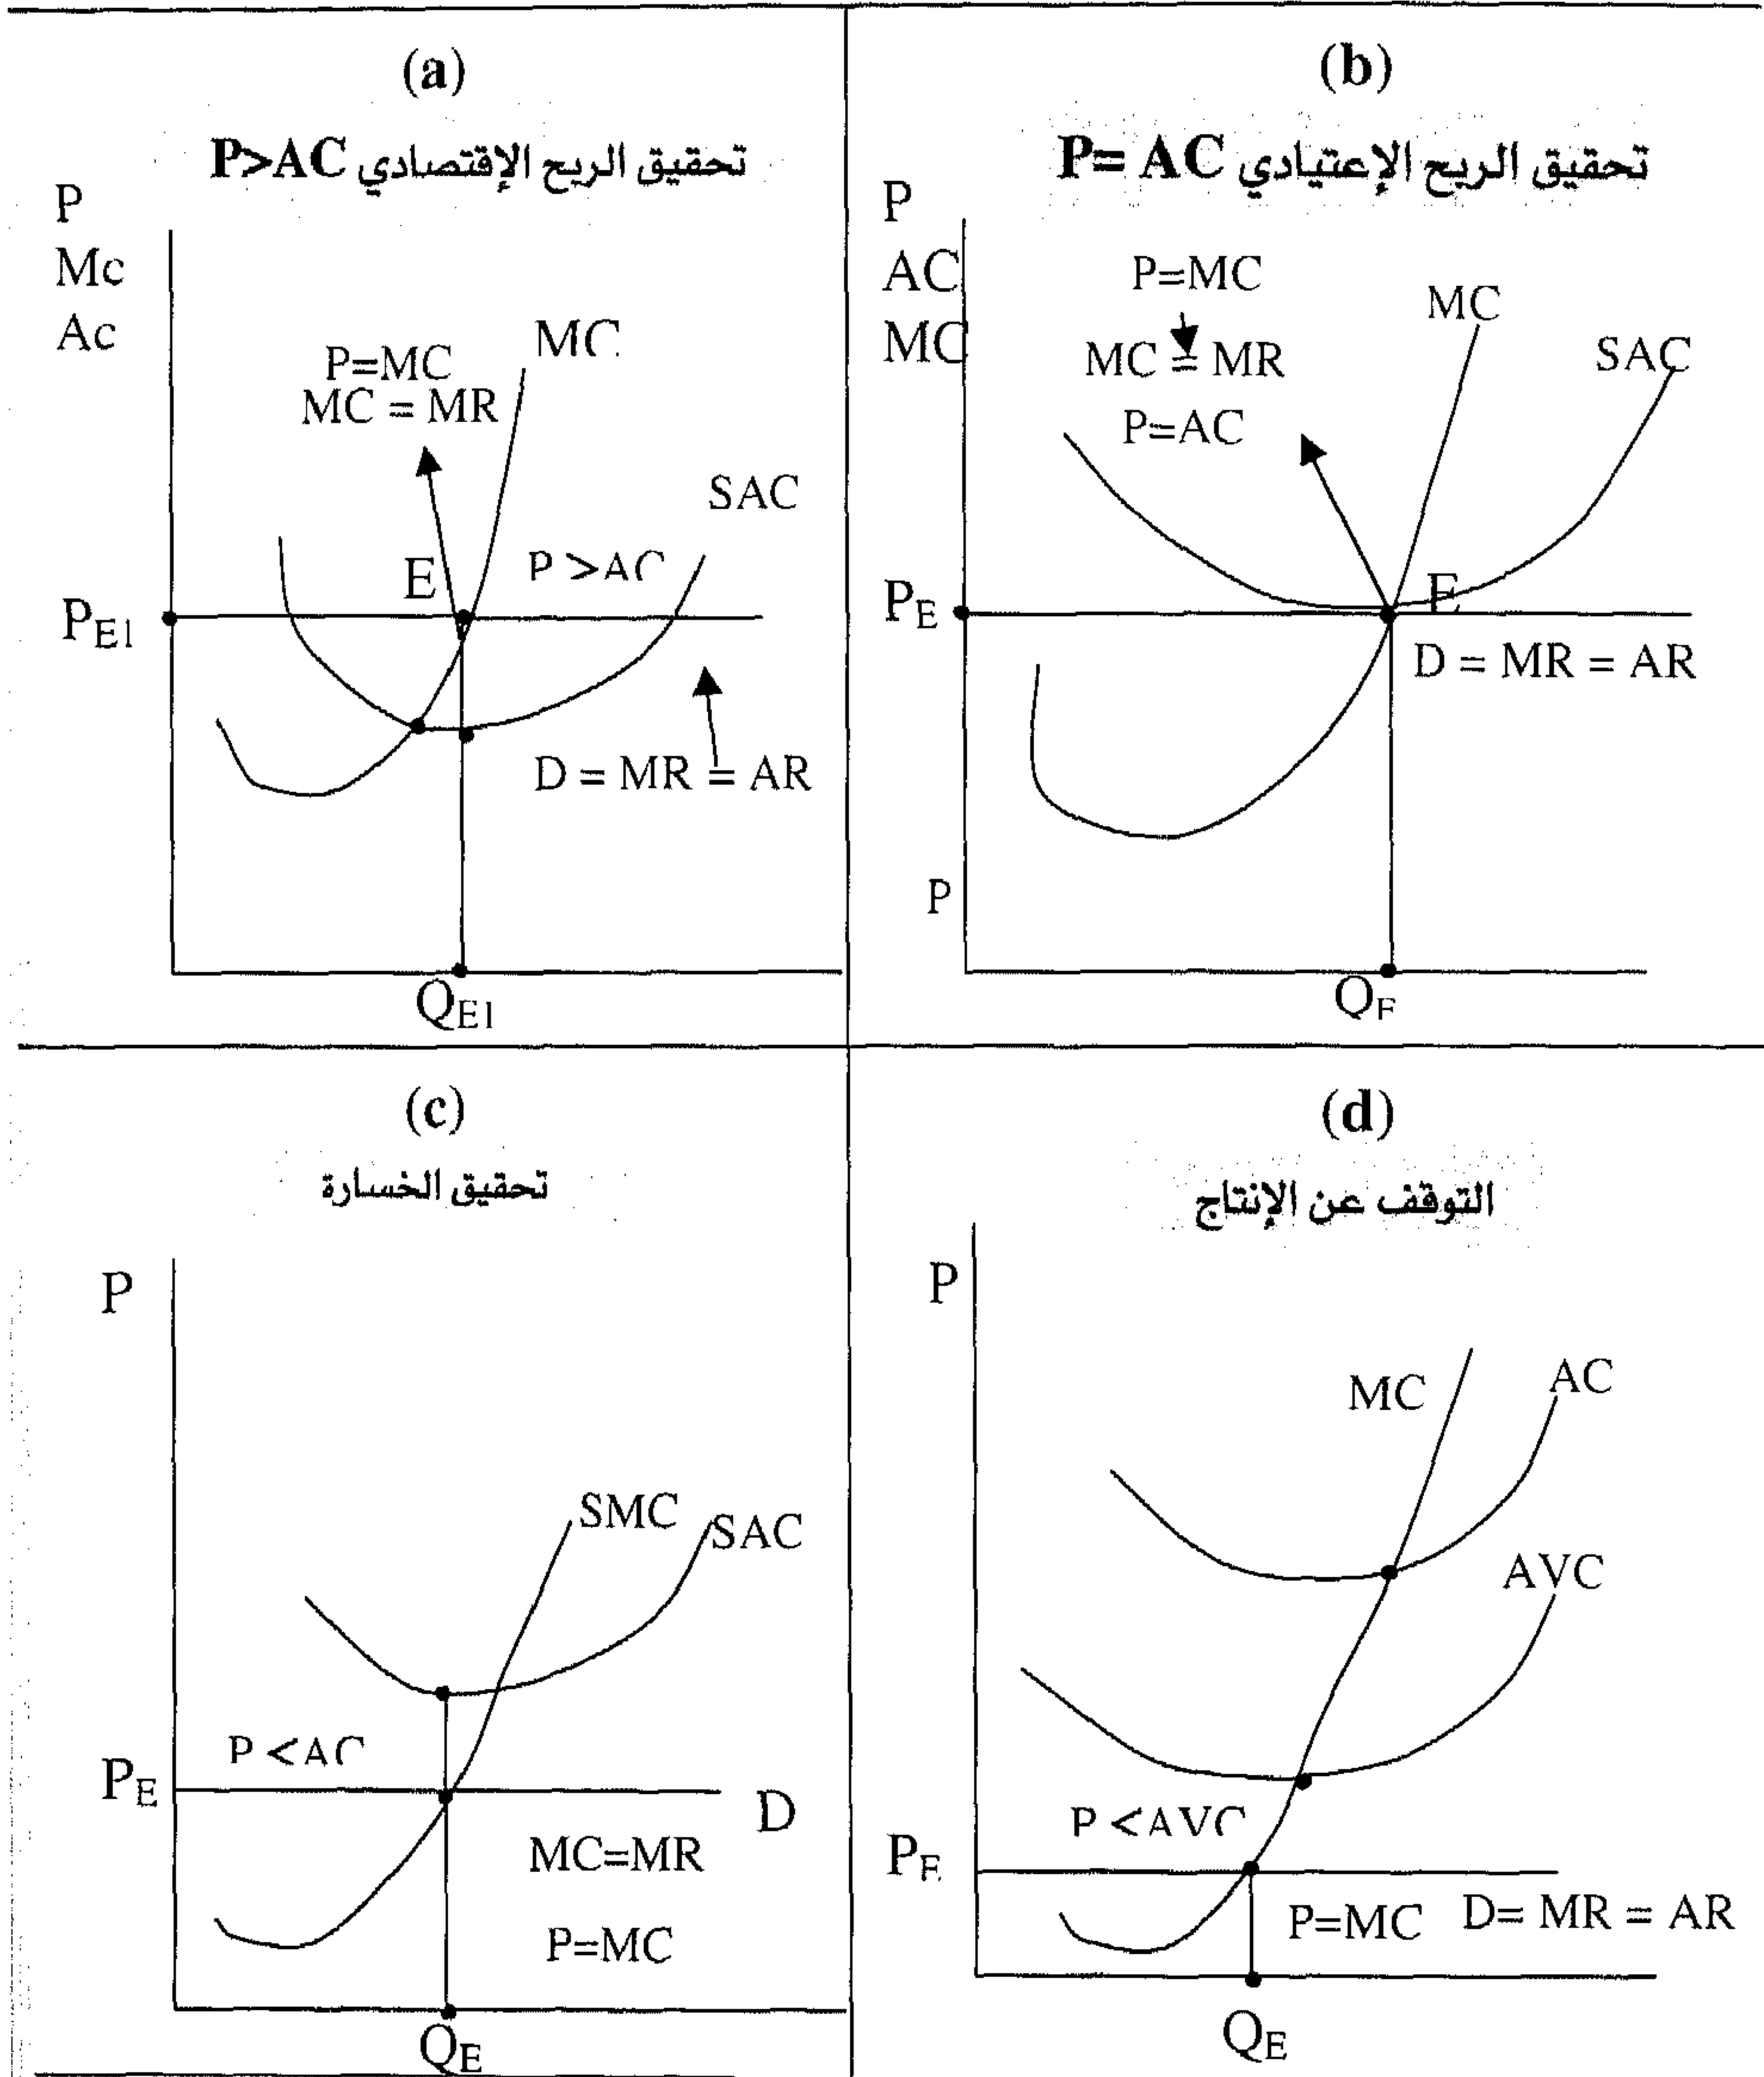 (a)
تحقيق الربح الإقتصادي P>AC
P
Mc
Ac
P=MC
MC = MR
MC
SAC
E
P >AC
PE1
D = MR = AR
QE1
(b)
تحقيق الربح الإعتيادي P= AC
P
AC
MC
P=MC
MC = MR
P=AC
MC
SAC
PE
E
D = MR = AR
P
QE
(c)
تحقيق الخسارة
P
SMC
SAC
P <AC
PE
D
MC=MR
P=MC
QE
(d)
التوقف عن الإنتاج
P
MC
AC
AVC
P <AVC
PE
P=MC
D= MR = AR
QE